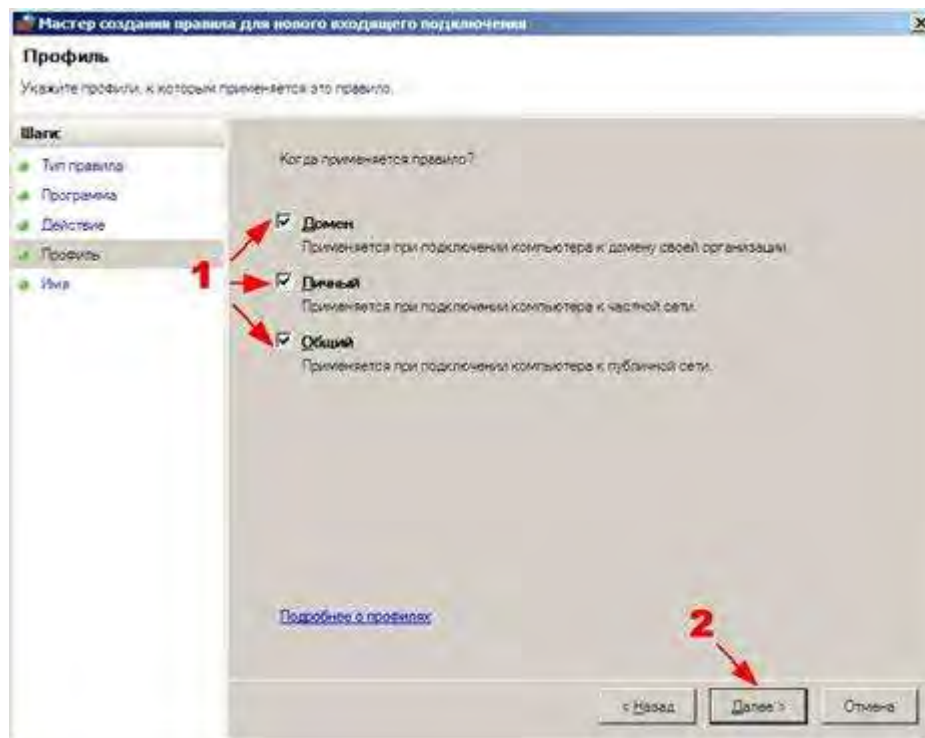 Мастер создания правила для нового входящего подключения
Профиль
Укажите профили, к которым применяется это правило.
Шаги:
Тип правила
Программа
Действие
Профиль
Имя
Когда применяется правило?
Домен
Применяется при подключении компьютера к домену своей организации.
1
Личный
Применяется при подключении компьютера к частной сети.
Общий
Применяется при подключении компьютера к публичной сети.
Подробнее о профилях
2
< Назад
Далее >
Отмена